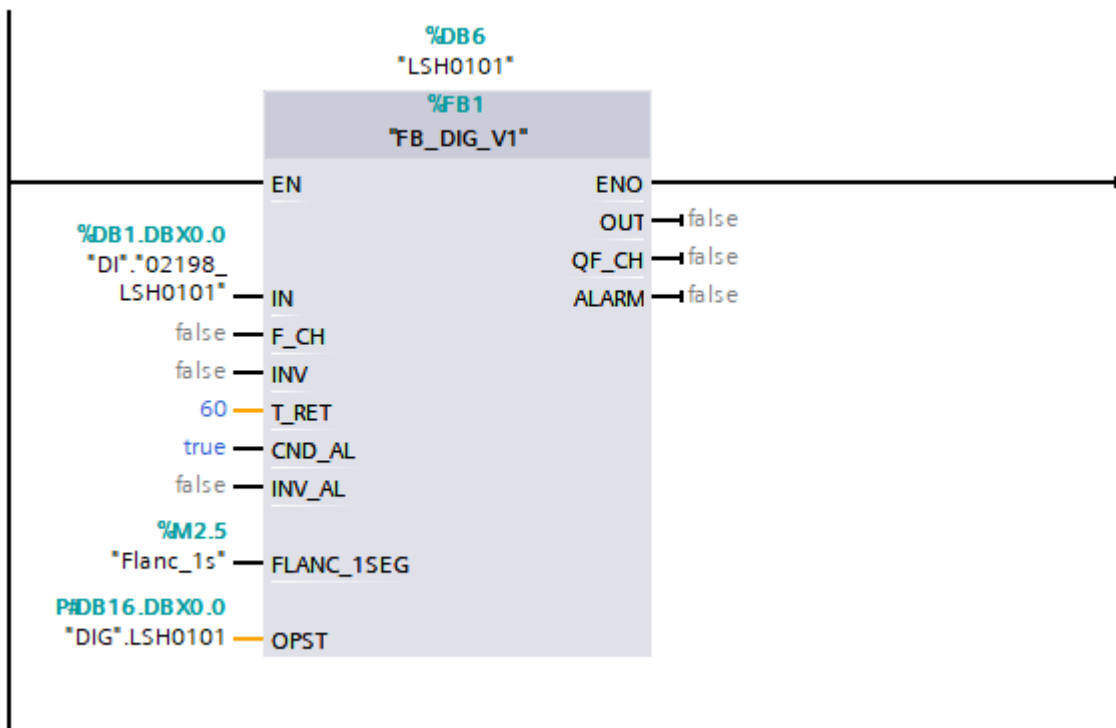 %DB6
"LSH0101"
%FB1
"FB_DIG_V1"
EN
ENO
OUT
false
%DB1.DBX0.0
"DI"."02198_
LSH0101"
IN
QF_CH
false
ALARM
false
false
F_CH
false
INV
60
T_RET
true
CND_AL
false
INV_AL
%M2.5
"Flanc_1s"
FLANC_1SEG
P#DB16.DBX0.0
"DIG".LSH0101
OPST